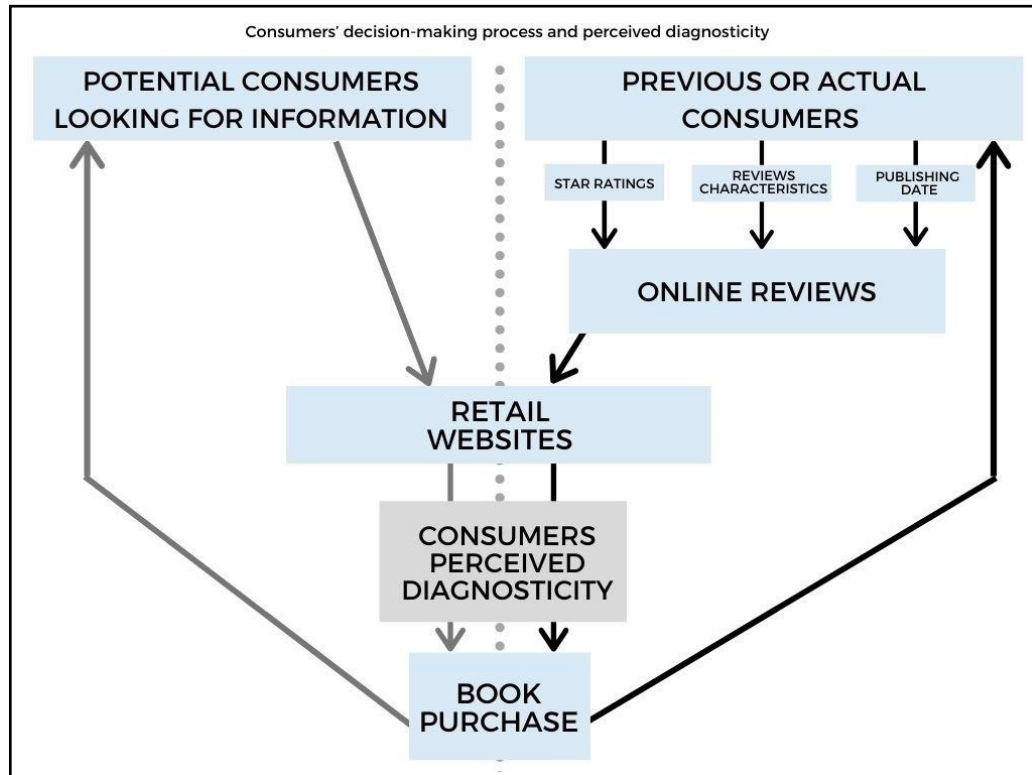 Consumers' decision-making process and perceived diagnosticity
POTENTIAL CONSUMERS
LOOKING FOR INFORMATION
PREVIOUS OR ACTUAL
CONSUMERS
STAR RATINGS
REVIEWS
CHARACTERISTICS
PUBLISHING
DATE
ONLINE REVIEWS
RETAIL
WEBSITES
CONSUMERS
PERCEIVED
DIAGNOSTICITY
BOOK
PURCHASE